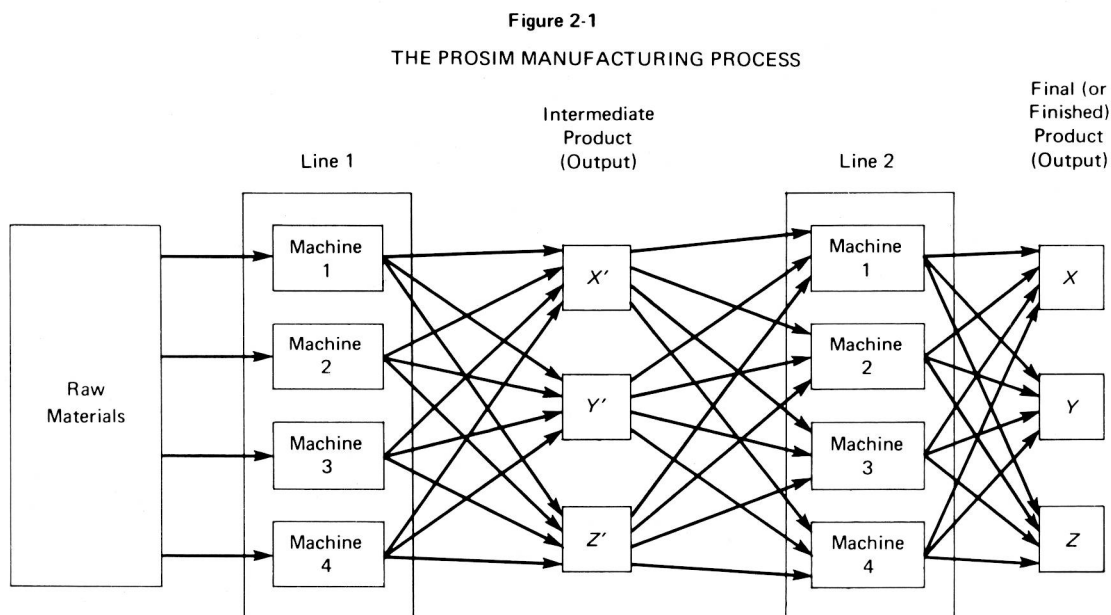 Figure 2-1
THE PROSIM MANUFACTURING PROCESS
Line 1
Intermediate
Product
(Output)
Line 2
Final (or
Finished)
Product
(Output)
Raw
Materials
Machine
1
Machine
2
Machine
3
Machine
4
X′
Y′
Z′
Machine
1
Machine
2
Machine
3
Machine
4
X
Y
Z